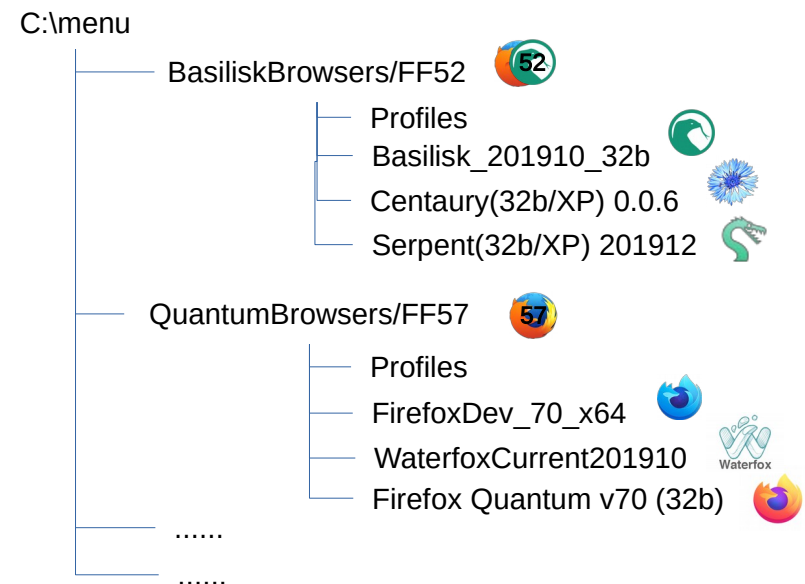 C:\menu
BasiliskBrowsers/FF52
52
Profiles
Basilisk_201910_32b
Centaury(32b/XP) 0.0.6
Serpent(32b/XP) 201912
QuantumBrowsers/FF57
57
Profiles
FirefoxDev_70_x64
WaterfoxCurrent201910
Waterfox
Firefox Quantum v70 (32b)
......
......